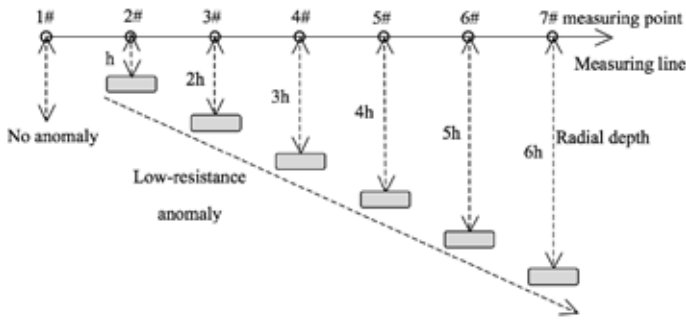 1# 2# 3# 4# 5# 6# 7# measuring point
Measuring line
h
2h
3h
4h
5h
6h
No anomaly
Radial depth
Low-resistance
anomaly